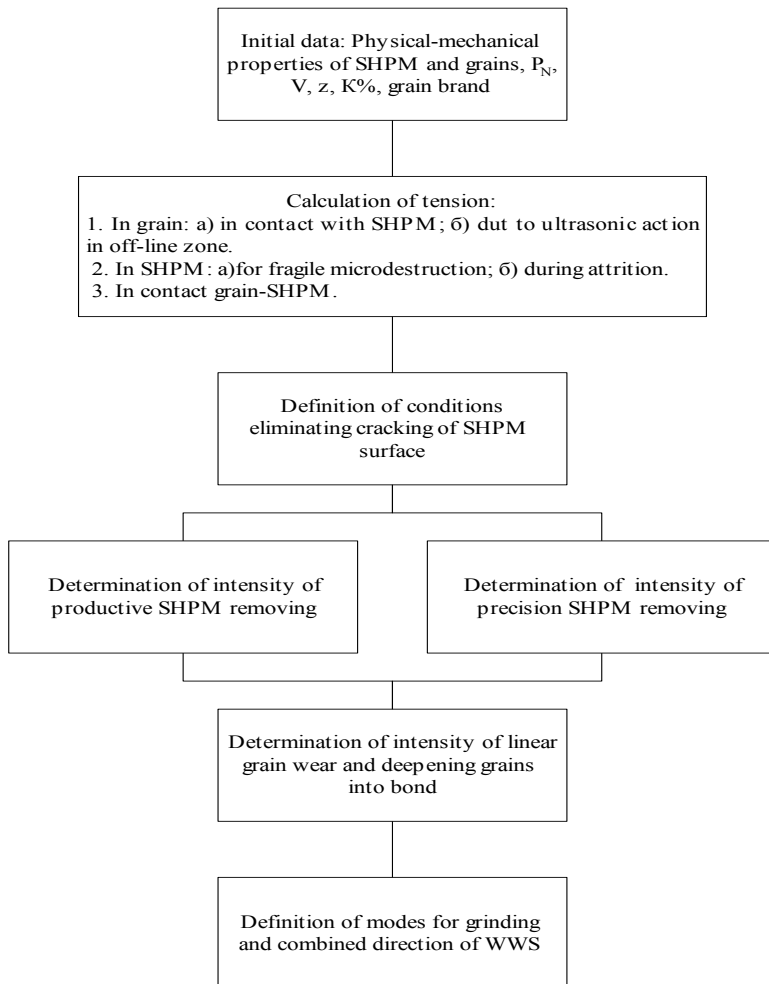 Initial data: Physical-mechanical
properties of SHPM and grains, P_N,
V, z, K%, grain brand
Calculation of tension:
1. In grain: a) in contact with SHPM; б) dut to ultrasonic action
in off-line zone.
2. In SHPM: a)for fragile microdestruction; б) during attrition.
3. In contact grain-SHPM.
Definition of conditions
eliminating cracking of SHPM
surface
Determination of intensity of
productive SHPM removing
Determination of intensity of
precision SHPM removing
Determination of intensity of linear
grain wear and deepening grains
into bond
Definition of modes for grinding
and combined direction of WWS